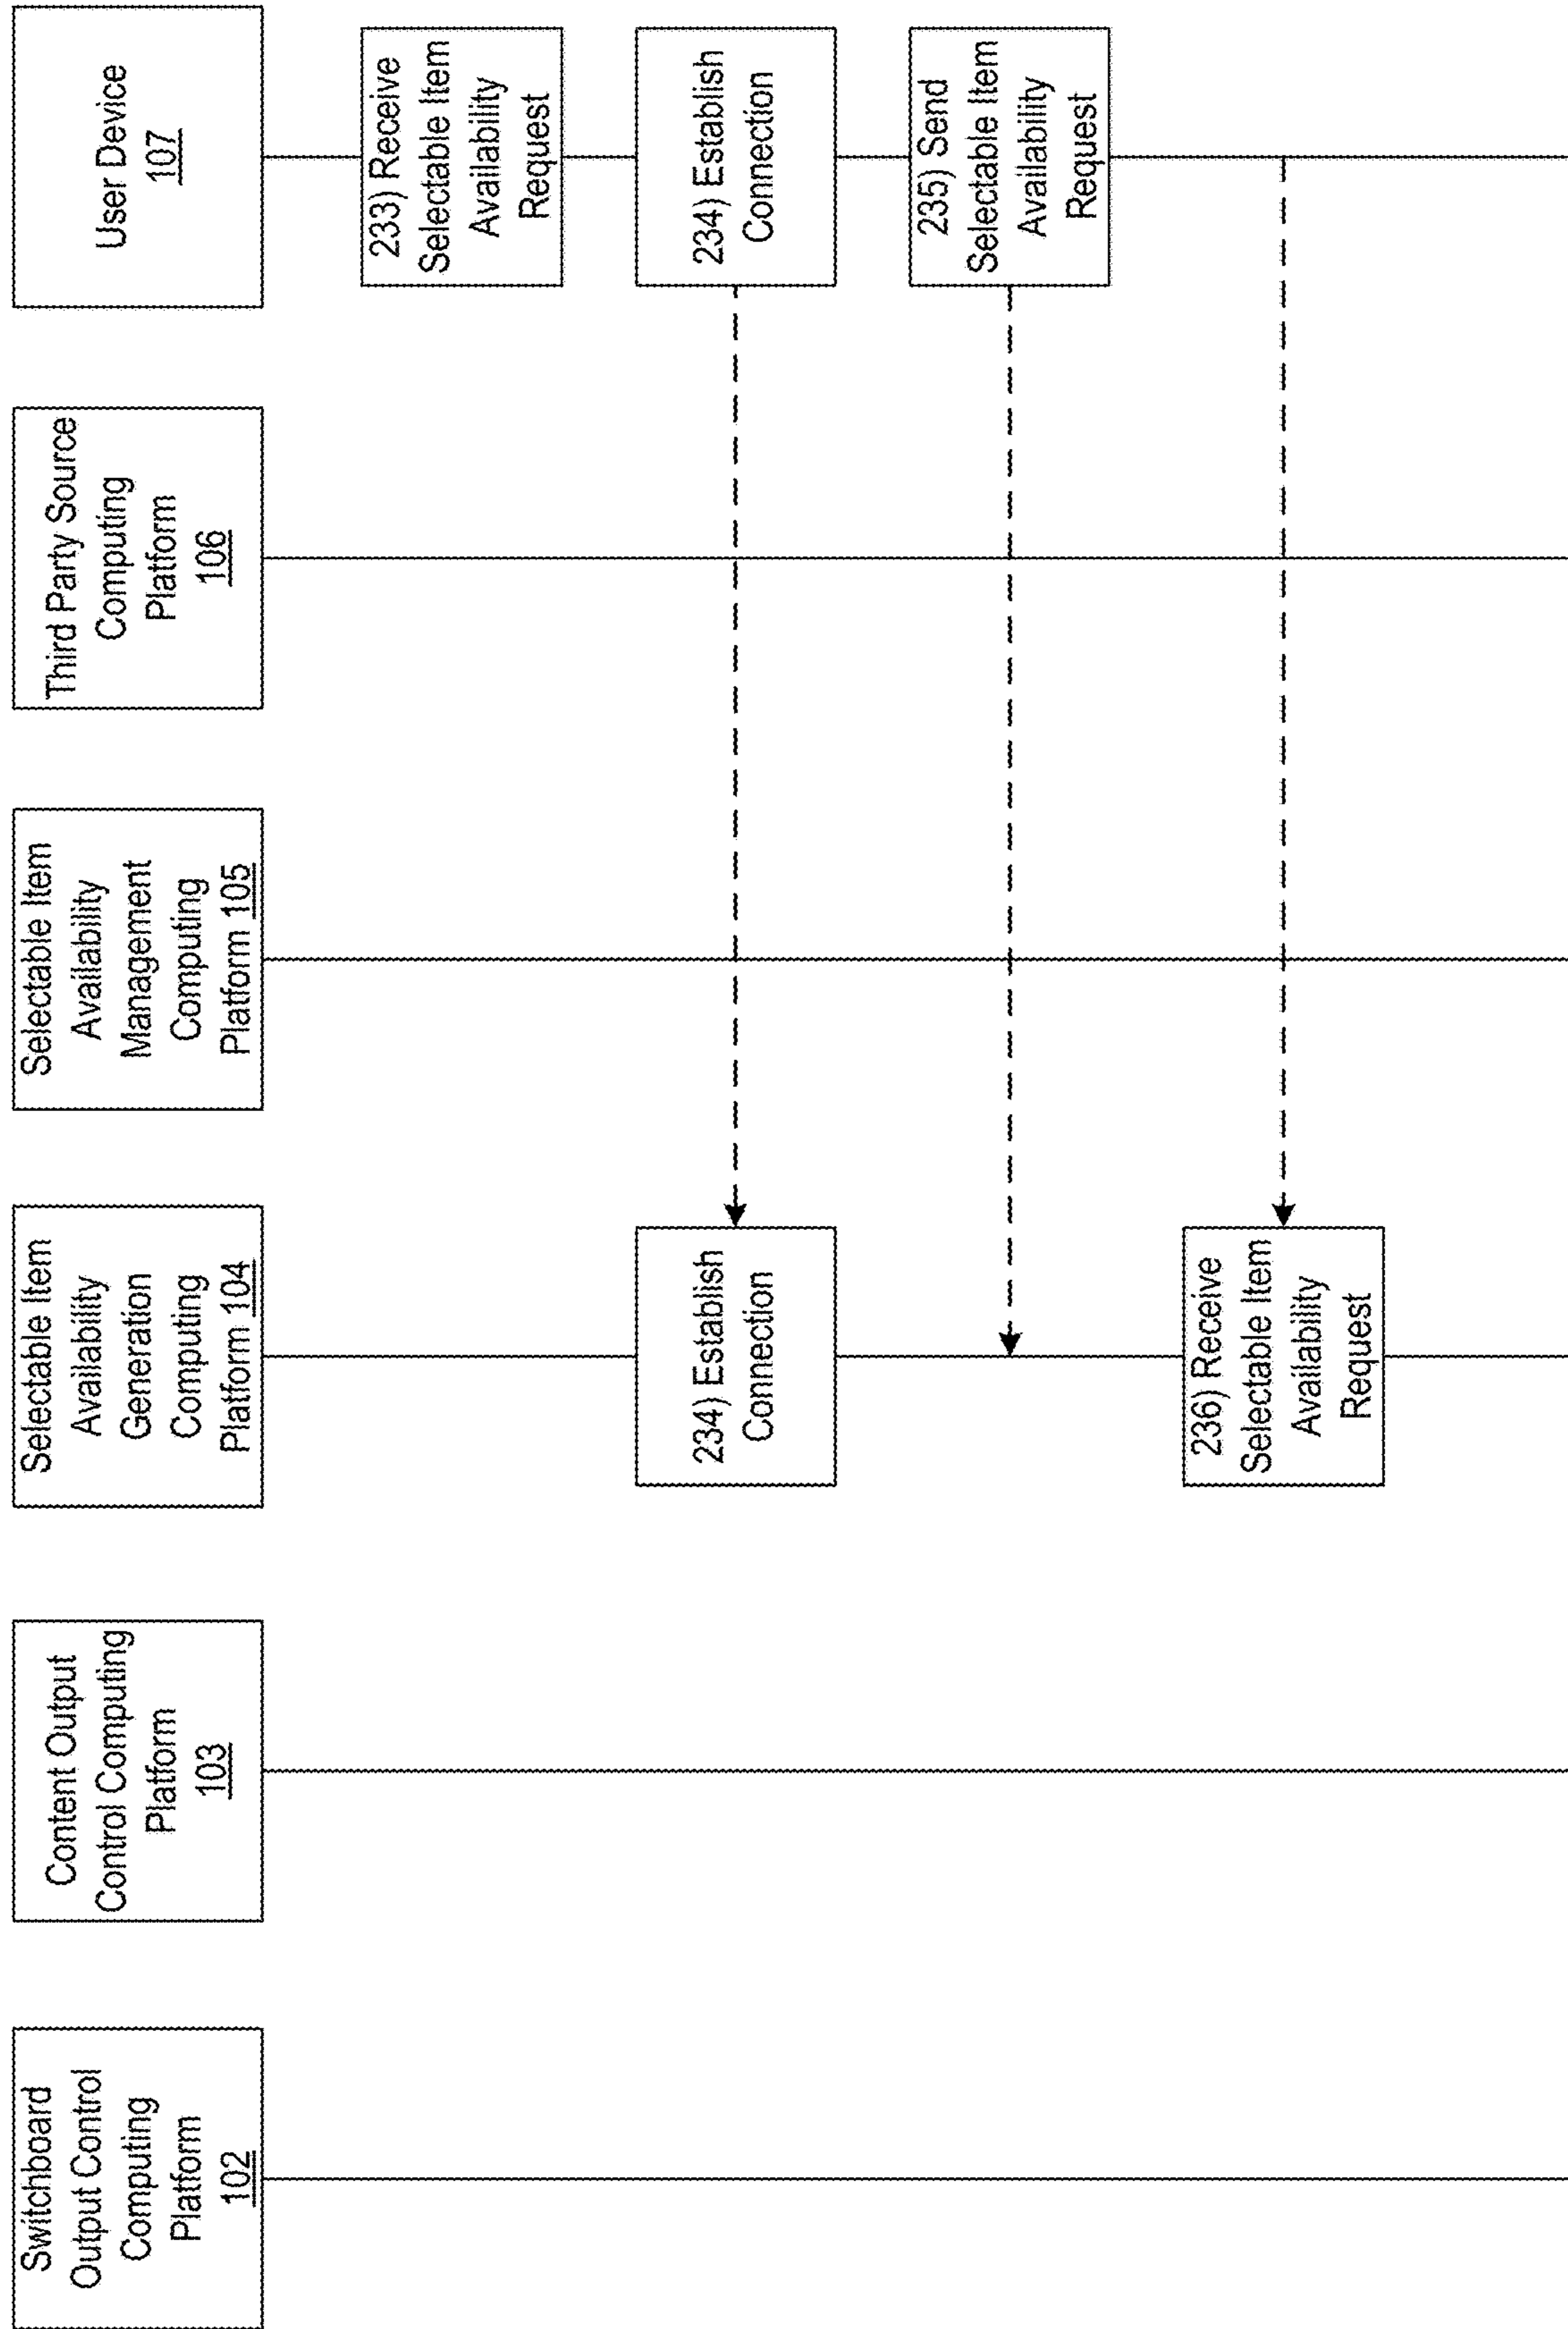 Switchboard
Output Control
Computing
Platform
102
Content Output
Control Computing
Platform
103
Selectable Item
Availability
Generation
Computing
Platform 104
Selectable Item
Availability
Management
Computing
Platform 105
Third Party Source
Computing
Platform
106
User Device
107
233) Receive
Selectable Item
Availability
Request
234) Establish
Connection
234) Establish
Connection
235) Send
Selectable Item
Availability
Request
236) Receive
Selectable Item
Availability
Request